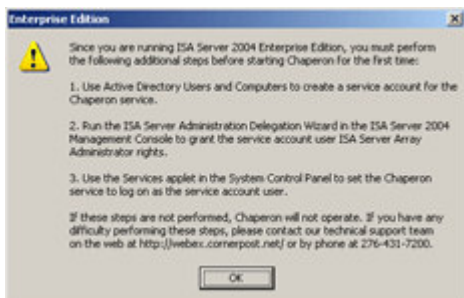 Enterprise Edition
Since you are running ISA Server 2004 Enterprise Edition, you must perform
the following additional steps before starting Chaperon for the first time:
1. Use Active Directory Users and Computers to create a service account for the
Chaperon service.
2. Run the ISA Server Administration Delegation Wizard in the ISA Server 2004
Management Console to grant the service account user ISA Server Array
Administrator rights.
3. Use the Services applet in the System Control Panel to set the Chaperon
service to log on as the service account user.
If these steps are not performed, Chaperon will not operate. If you have any
difficulty performing these steps, please contact our technical support team
on the web at http://webex.cornerpost.net/ or by phone at 276-431-7200.
OK